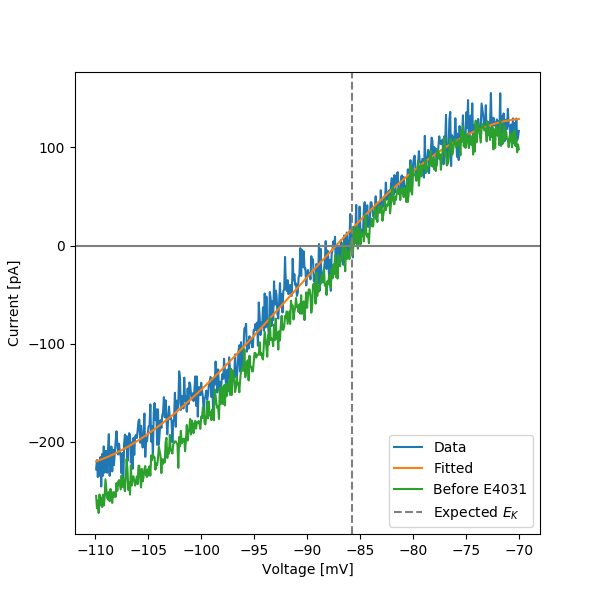 100
0
−100
−200
Current [pA]
Data
Fitted
Before E4031
Expected E_K
−110 −105 −100 −95 −90 −85 −80 −75 −70
Voltage [mV]